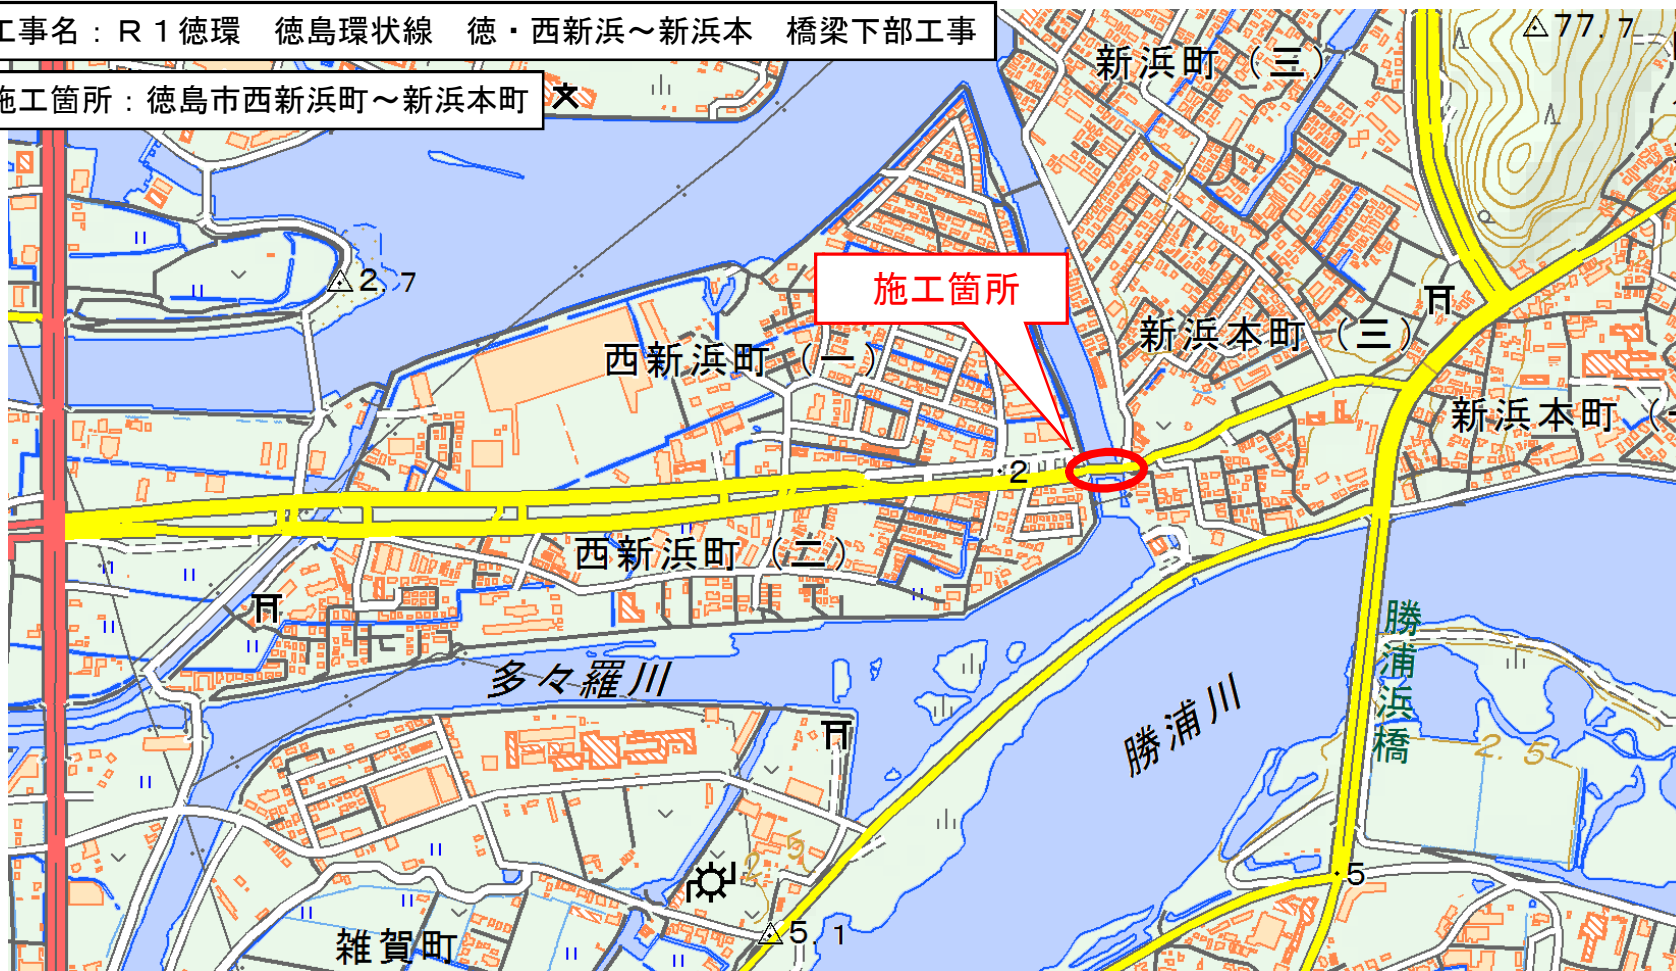 工事名：Ｒ１徳環　徳島環状線　徳・西新浜～新浜本　橋梁下部工事
施工箇所：徳島市西新浜町～新浜本町
77.7
新浜町（三）
2.7
施工箇所
新浜本町（三）
西新浜町（一）
新浜本町（
2
西新浜町（二）
勝浦浜橋
多々羅川
勝浦川
2.5
2.5
5
5.1
雑賀町